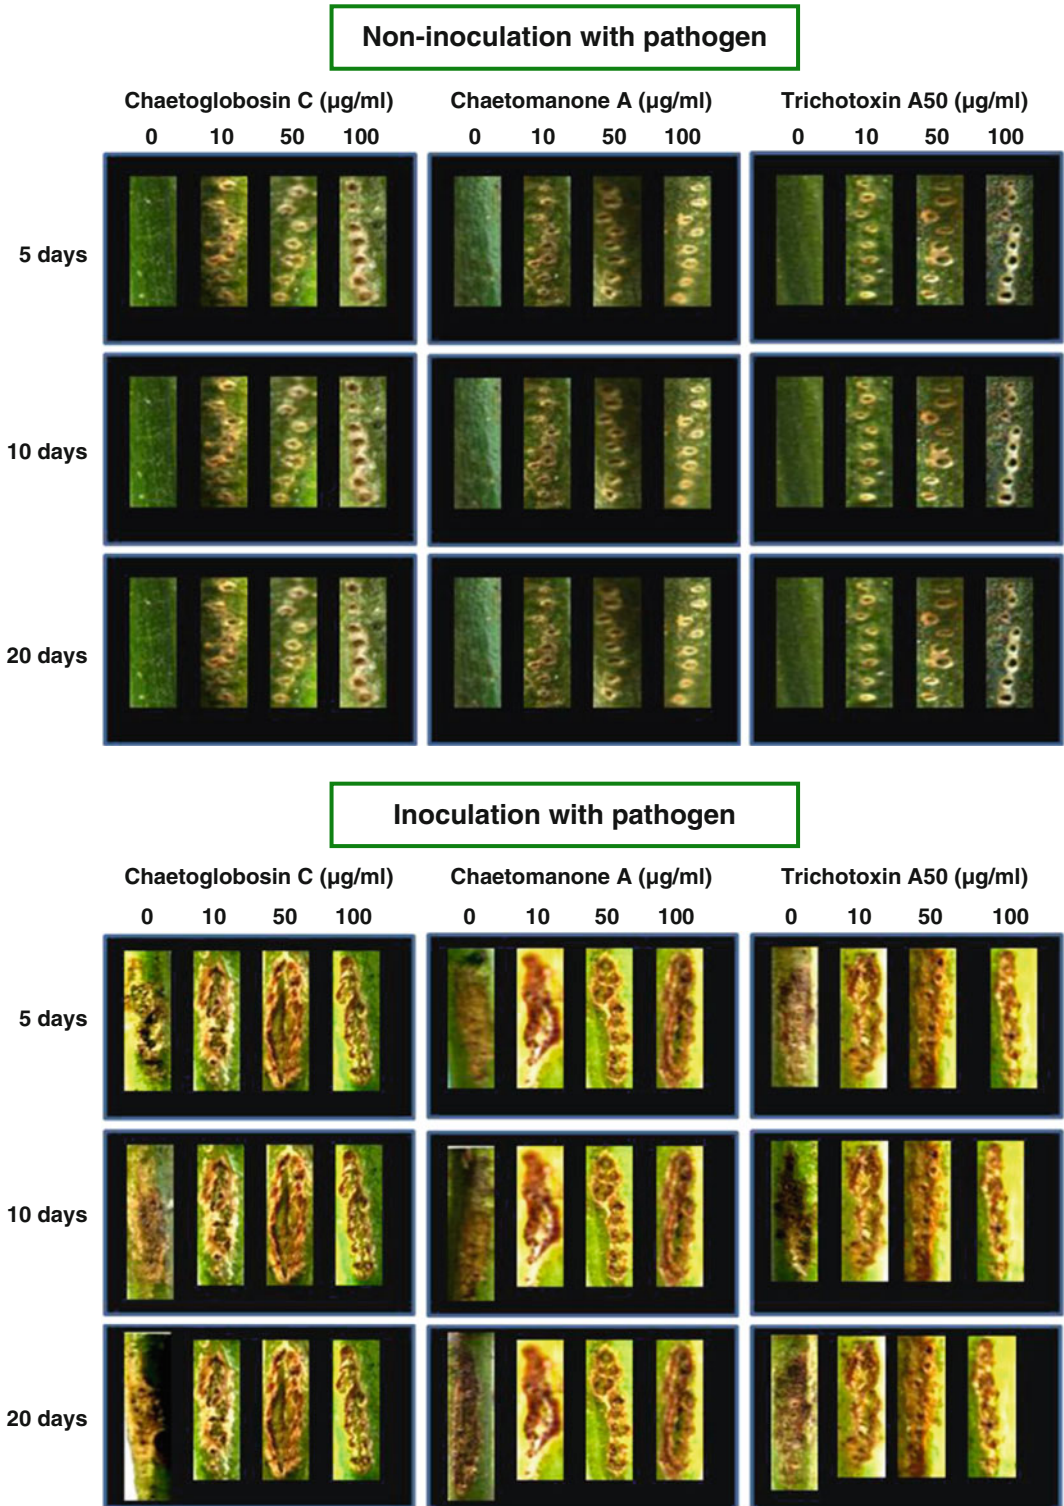 Non-inoculation with pathogen
Chaetoglobosin C (µg/ml) Chaetomanone A (µg/ml) Trichotoxin A50 (µg/ml)
0 10 50 100 0 10 50 100 0 10 50 100
5 days
10 days
20 days
Inoculation with pathogen
Chaetoglobosin C (µg/ml) Chaetomanone A (µg/ml) Trichotoxin A50 (µg/ml)
0 10 50 100 0 10 50 100 0 10 50 100
5 days
10 days
20 days